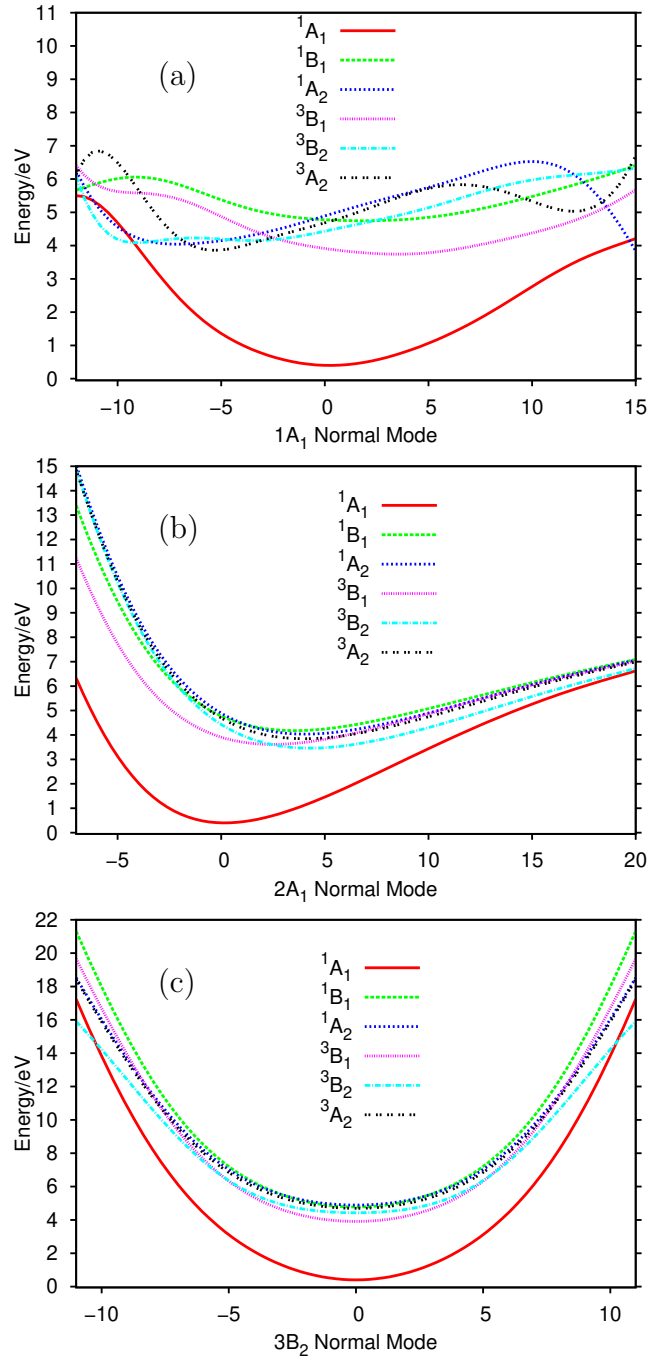 11
10
9
8
7
6
5
4
3
2
1
0
Energy/eV
(a)
¹A₁
¹B₁
¹A₂
³B₁
³B₂
³A₂
−10 −5 0 5 10 15
1A₁ Normal Mode
15
14
13
12
11
10
9
8
7
6
5
4
3
2
1
0
Energy/eV
(b)
¹A₁
¹B₁
¹A₂
³B₁
³B₂
³A₂
−5 0 5 10 15 20
2A₁ Normal Mode
22
20
18
16
14
12
10
8
6
4
2
0
Energy/eV
(c)
¹A₁
¹B₁
¹A₂
³B₁
³B₂
³A₂
−10 −5 0 5 10
3B₂ Normal Mode